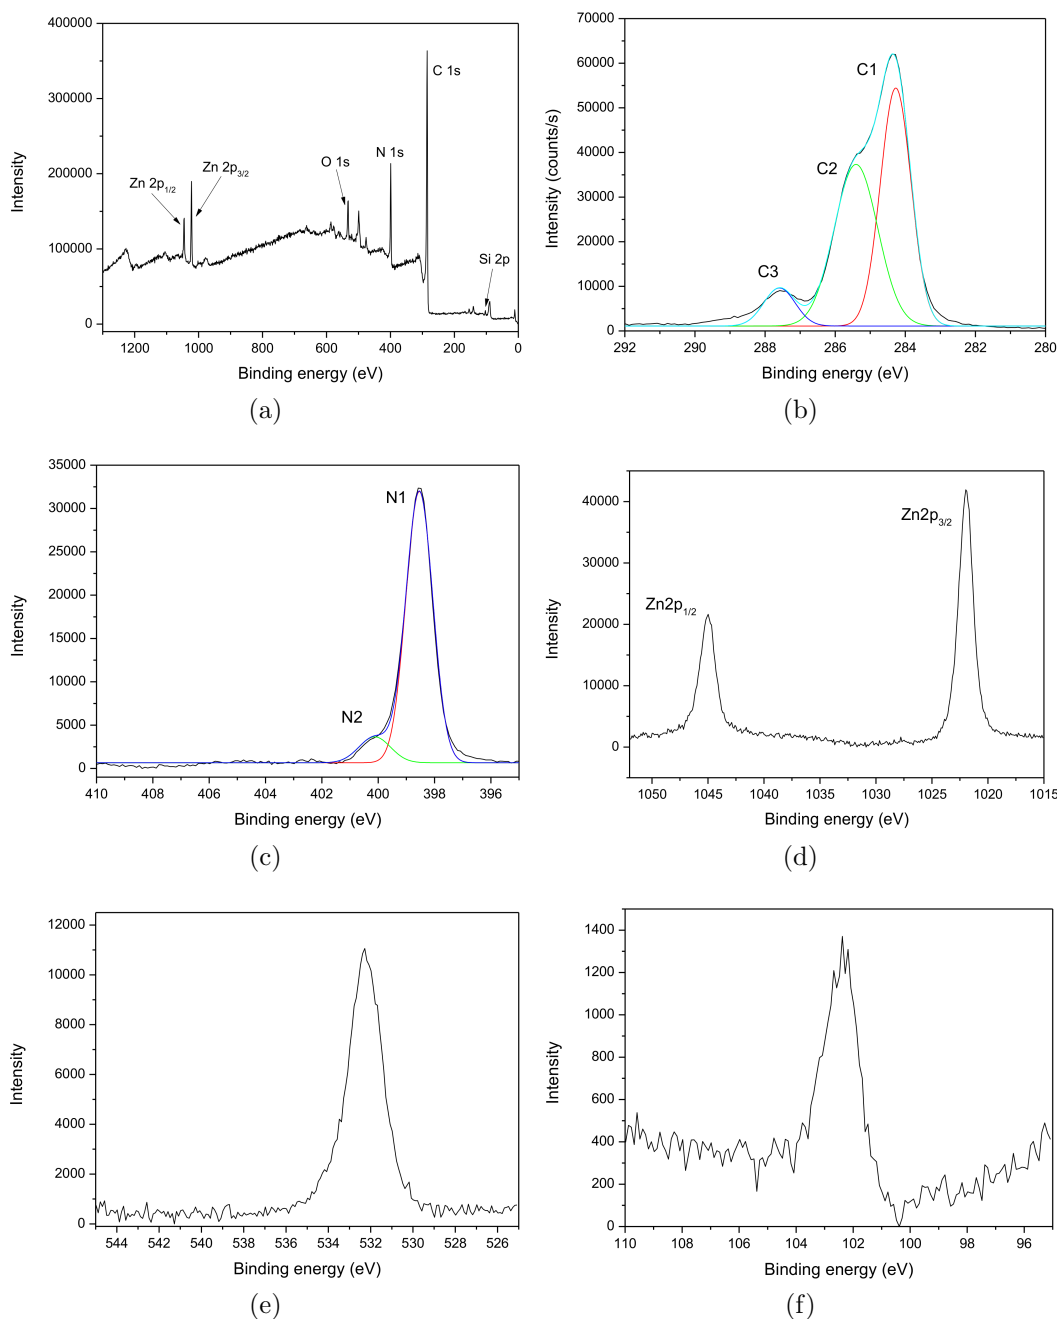 400000
300000
200000
100000
0
1200
1000
800
600
400
200
0
Intensity
Binding energy (eV)
C 1s
N 1s
O 1s
Zn 2p3/2
Zn 2p1/2
Si 2p
(a)
70000
60000
50000
40000
30000
20000
10000
0
292
290
288
286
284
282
280
Intensity (counts/s)
Binding energy (eV)
C1
C2
C3
(b)
35000
30000
25000
20000
15000
10000
5000
0
410
408
406
404
402
400
398
396
Intensity
Binding energy (eV)
N1
N2
(c)
40000
30000
20000
10000
0
1050
1045
1040
1035
1030
1025
1020
1015
Intensity
Binding energy (eV)
Zn2p3/2
Zn2p1/2
(d)
12000
10000
8000
6000
4000
2000
0
544
542
540
538
536
534
532
530
528
526
Intensity
Binding energy (eV)
(e)
1400
1200
1000
800
600
400
200
0
110
108
106
104
102
100
98
96
Intensity
Binding energy (eV)
(f)